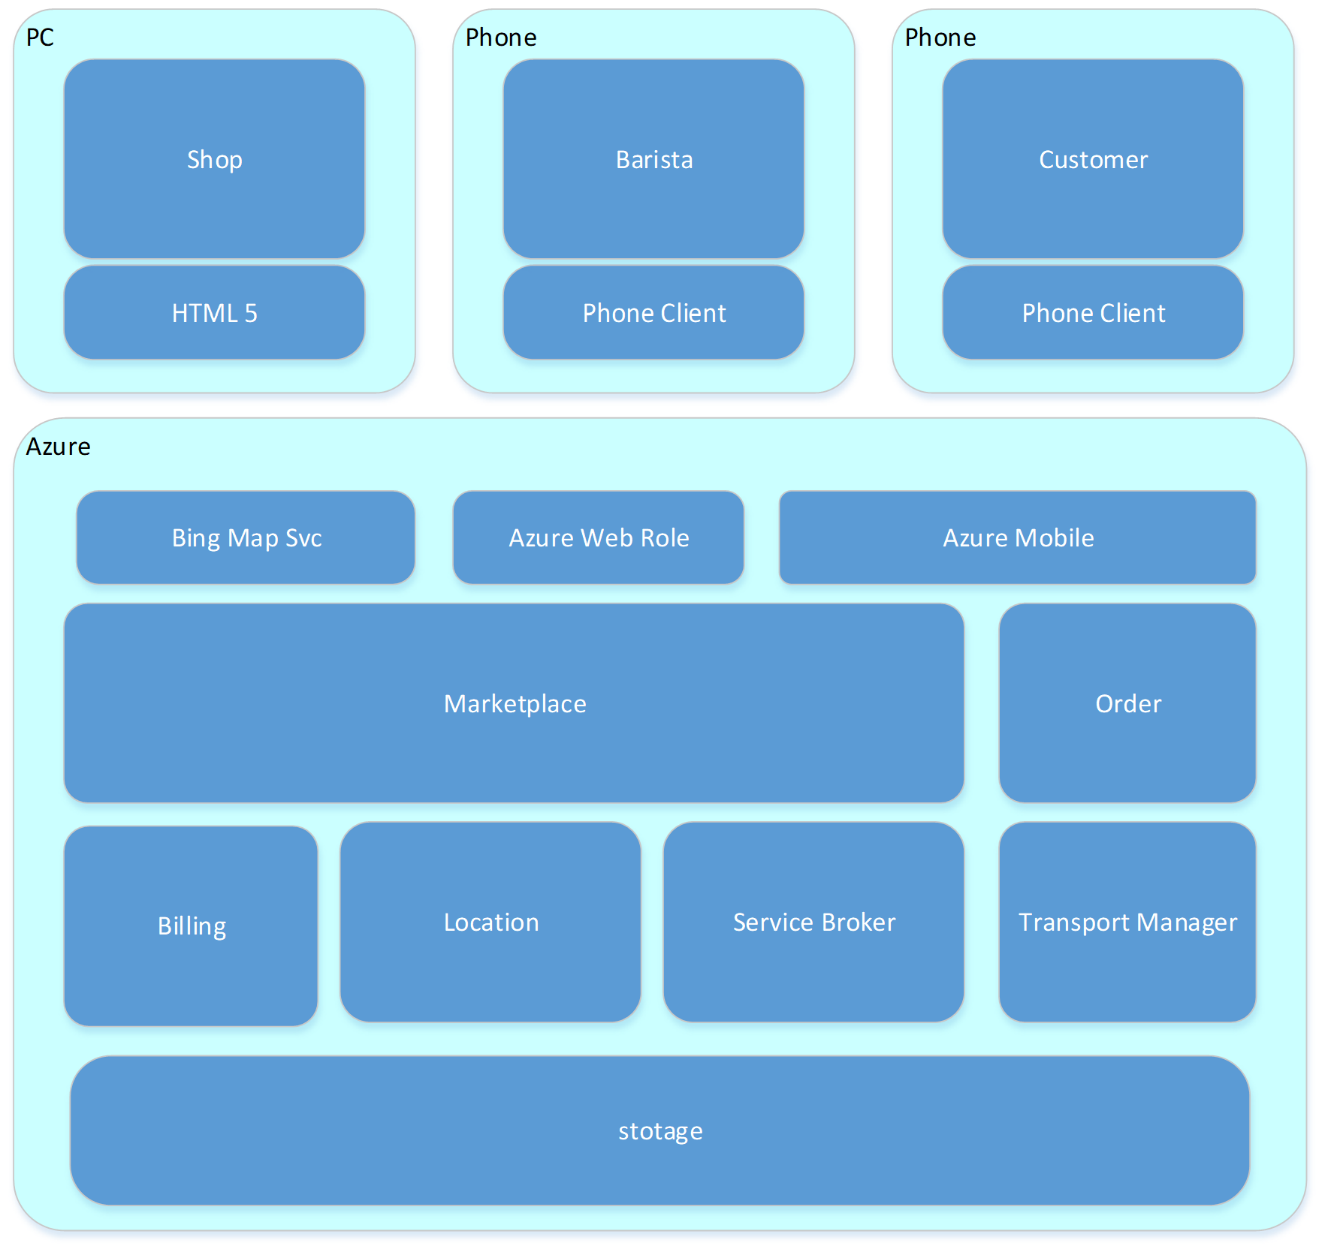 PC
Shop
HTML 5
Phone
Barista
Phone Client
Phone
Customer
Phone Client
Azure
Bing Map Svc
Azure Web Role
Azure Mobile
Marketplace
Order
Billing
Location
Service Broker
Transport Manager
stotage